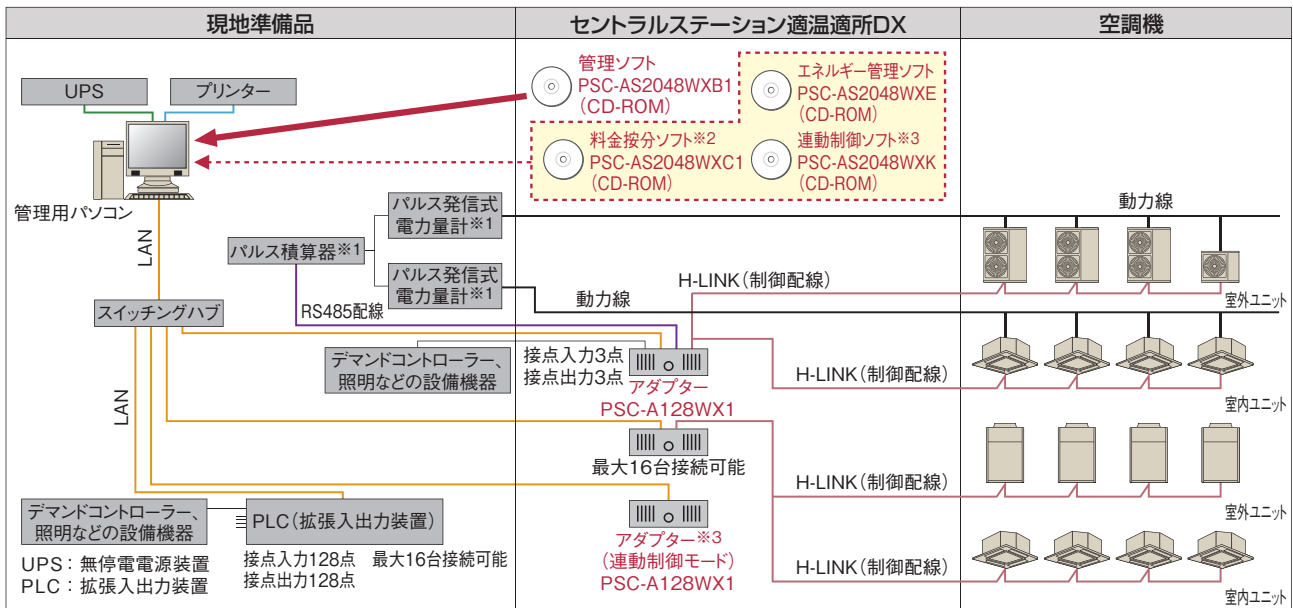 現地準備品
セントラルステーション適温適所DX
空調機
UPS
プリンター
管理用パソコン
管理ソフト
PSC-AS2048WXB1
(CD-ROM)
エネルギー管理ソフト
PSC-AS2048WXE
(CD-ROM)
料金按分ソフト※2
PSC-AS2048WXC1
(CD-ROM)
連動制御ソフト※3
PSC-AS2048WXK
(CD-ROM)
LAN
パルス積算器※1
パルス発信式
電力量計※1
パルス発信式
電力量計※1
動力線
動力線
H-LINK(制御配線)
室外ユニット
スイッチングハブ
RS485配線
デマンドコントローラー、
照明などの設備機器
接点入力3点
接点出力3点
アダプター
PSC-A128WX1
H-LINK(制御配線)
室内ユニット
LAN
最大16台接続可能
H-LINK(制御配線)
室外ユニット
デマンドコントローラー、
照明などの設備機器
PLC(拡張入出力装置)
接点入力128点 最大16台接続可能
接点出力128点
アダプター※3
(連動制御モード)
PSC-A128WX1
H-LINK(制御配線)
室内ユニット
UPS:無停電電源装置
PLC:拡張入出力装置